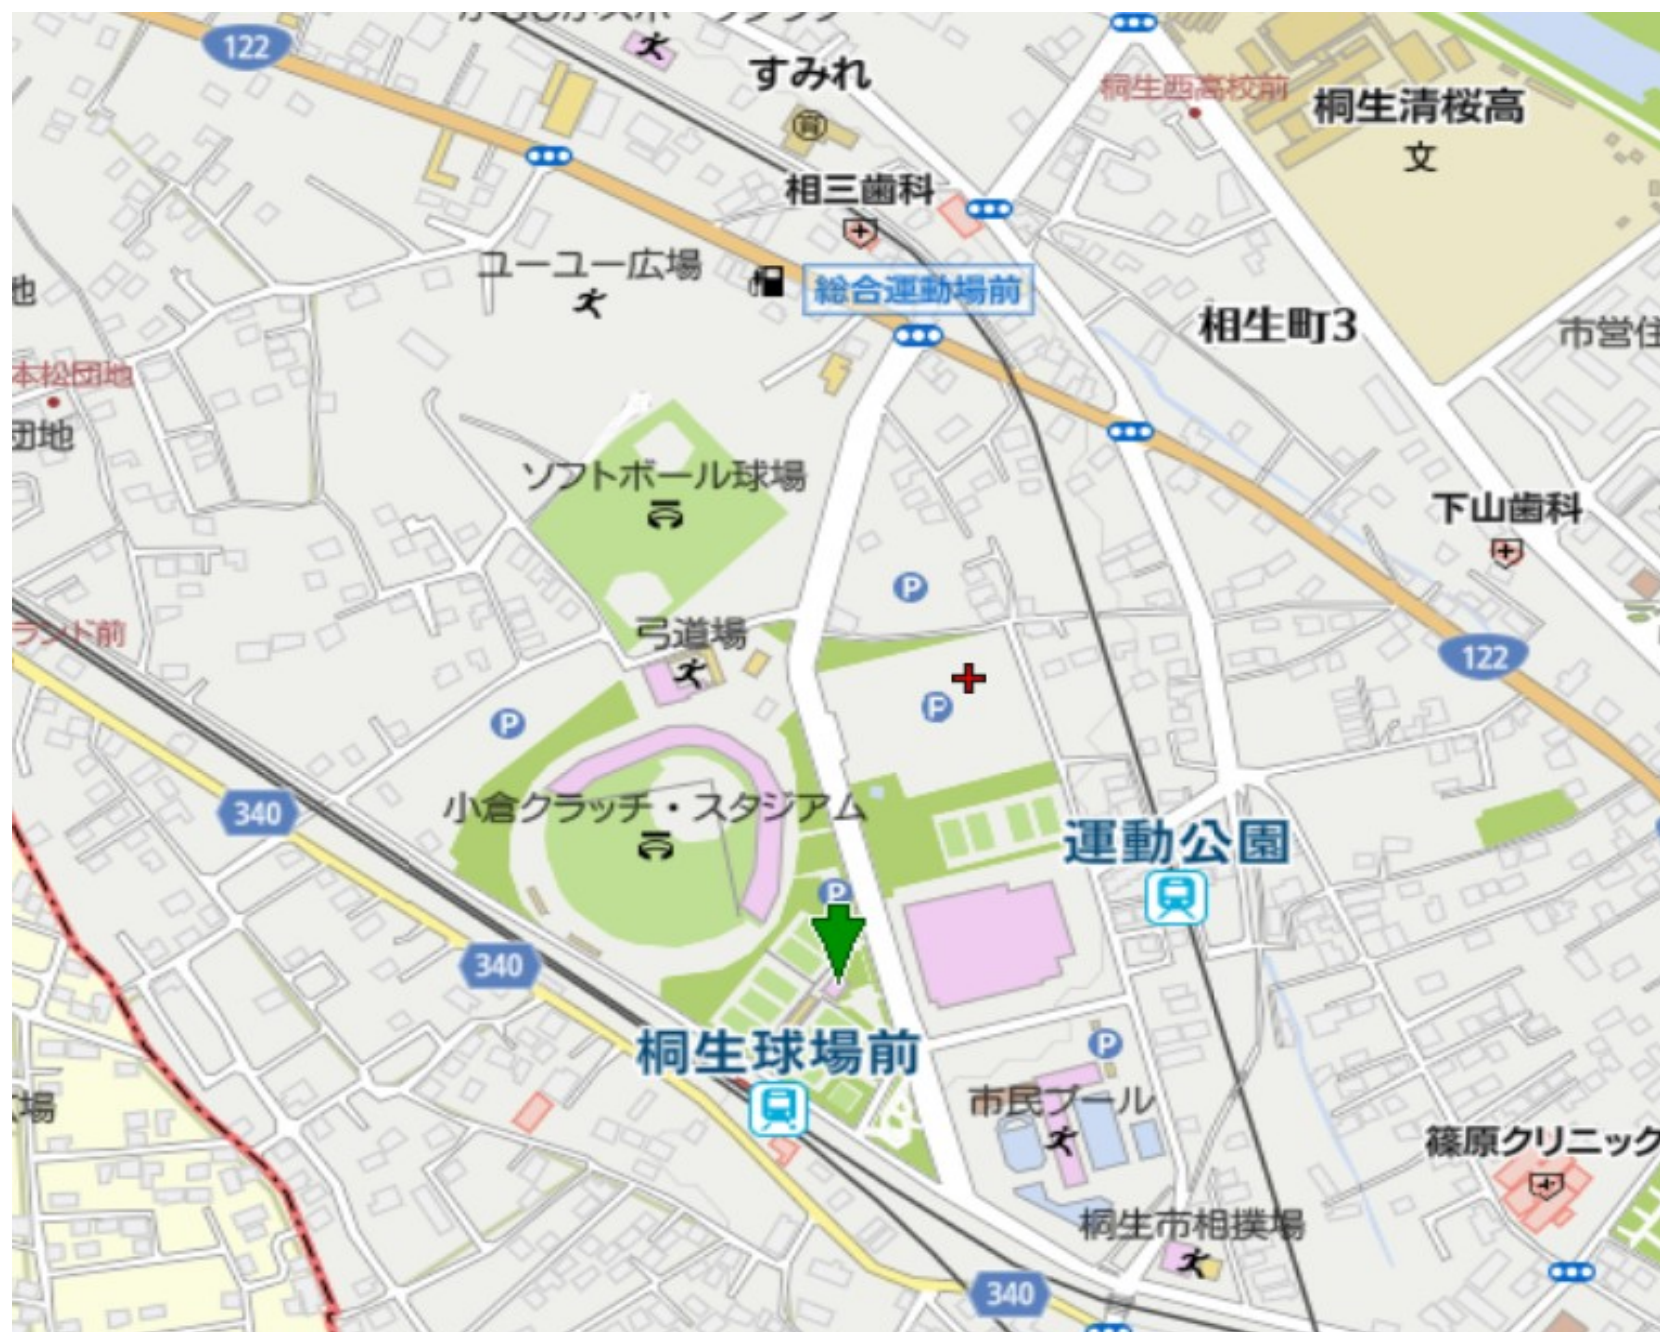 122
すみれ
桐生西高校前
桐生清桜高
文
相三歯科
ユーユー広場
総合運動場前
相生町3
市営住
地
本松団地
団地
ソフトボール球場
下山歯科
P
ランド前
弓道場
122
P
P
340
小倉クラッチ・スタジアム
運動公園
P
340
桐生球場前
P
市民プール
場
篠原クリニック
桐生市相撲場
340